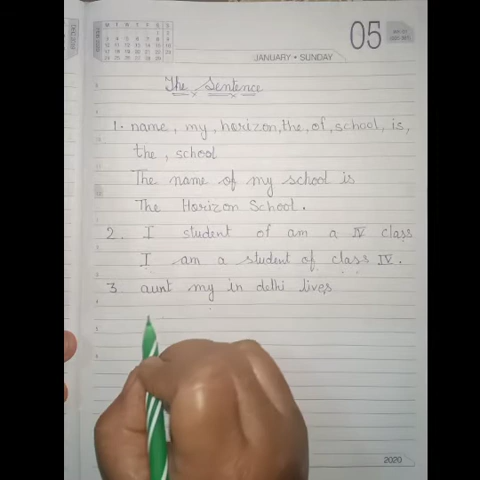 05
JANUARY • SUNDAY
The Sentence
1. name, my, horizon, the, of, school, is,
the, school
The name of my school is
The Horizon School.
2. I student of am a IV class
I am a student of class IV.
3. aunt my in delhi lives
2020